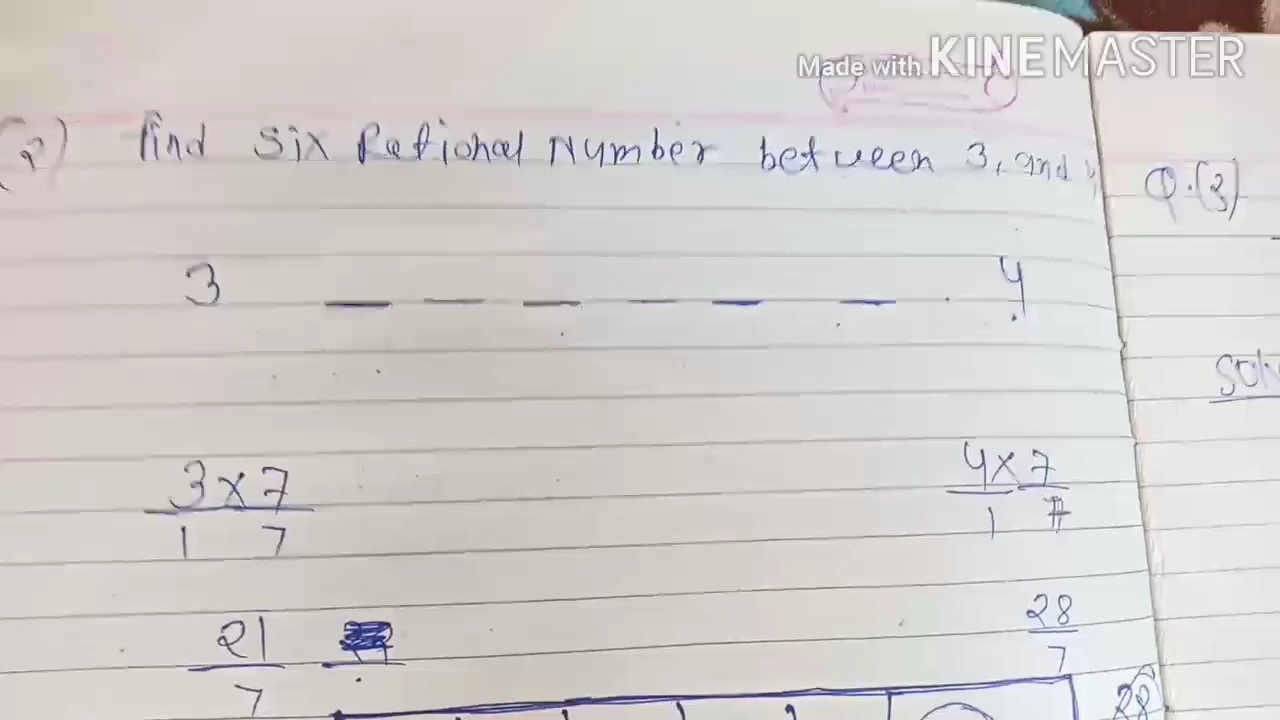 Made with KINEMASTER
(2) find six Rational Number between 3, and 4
Q.(3)
3 _ _ _ _ _ _ 4
3 × 7
1 7
4 × 7
1 7
21
7
28
7
28